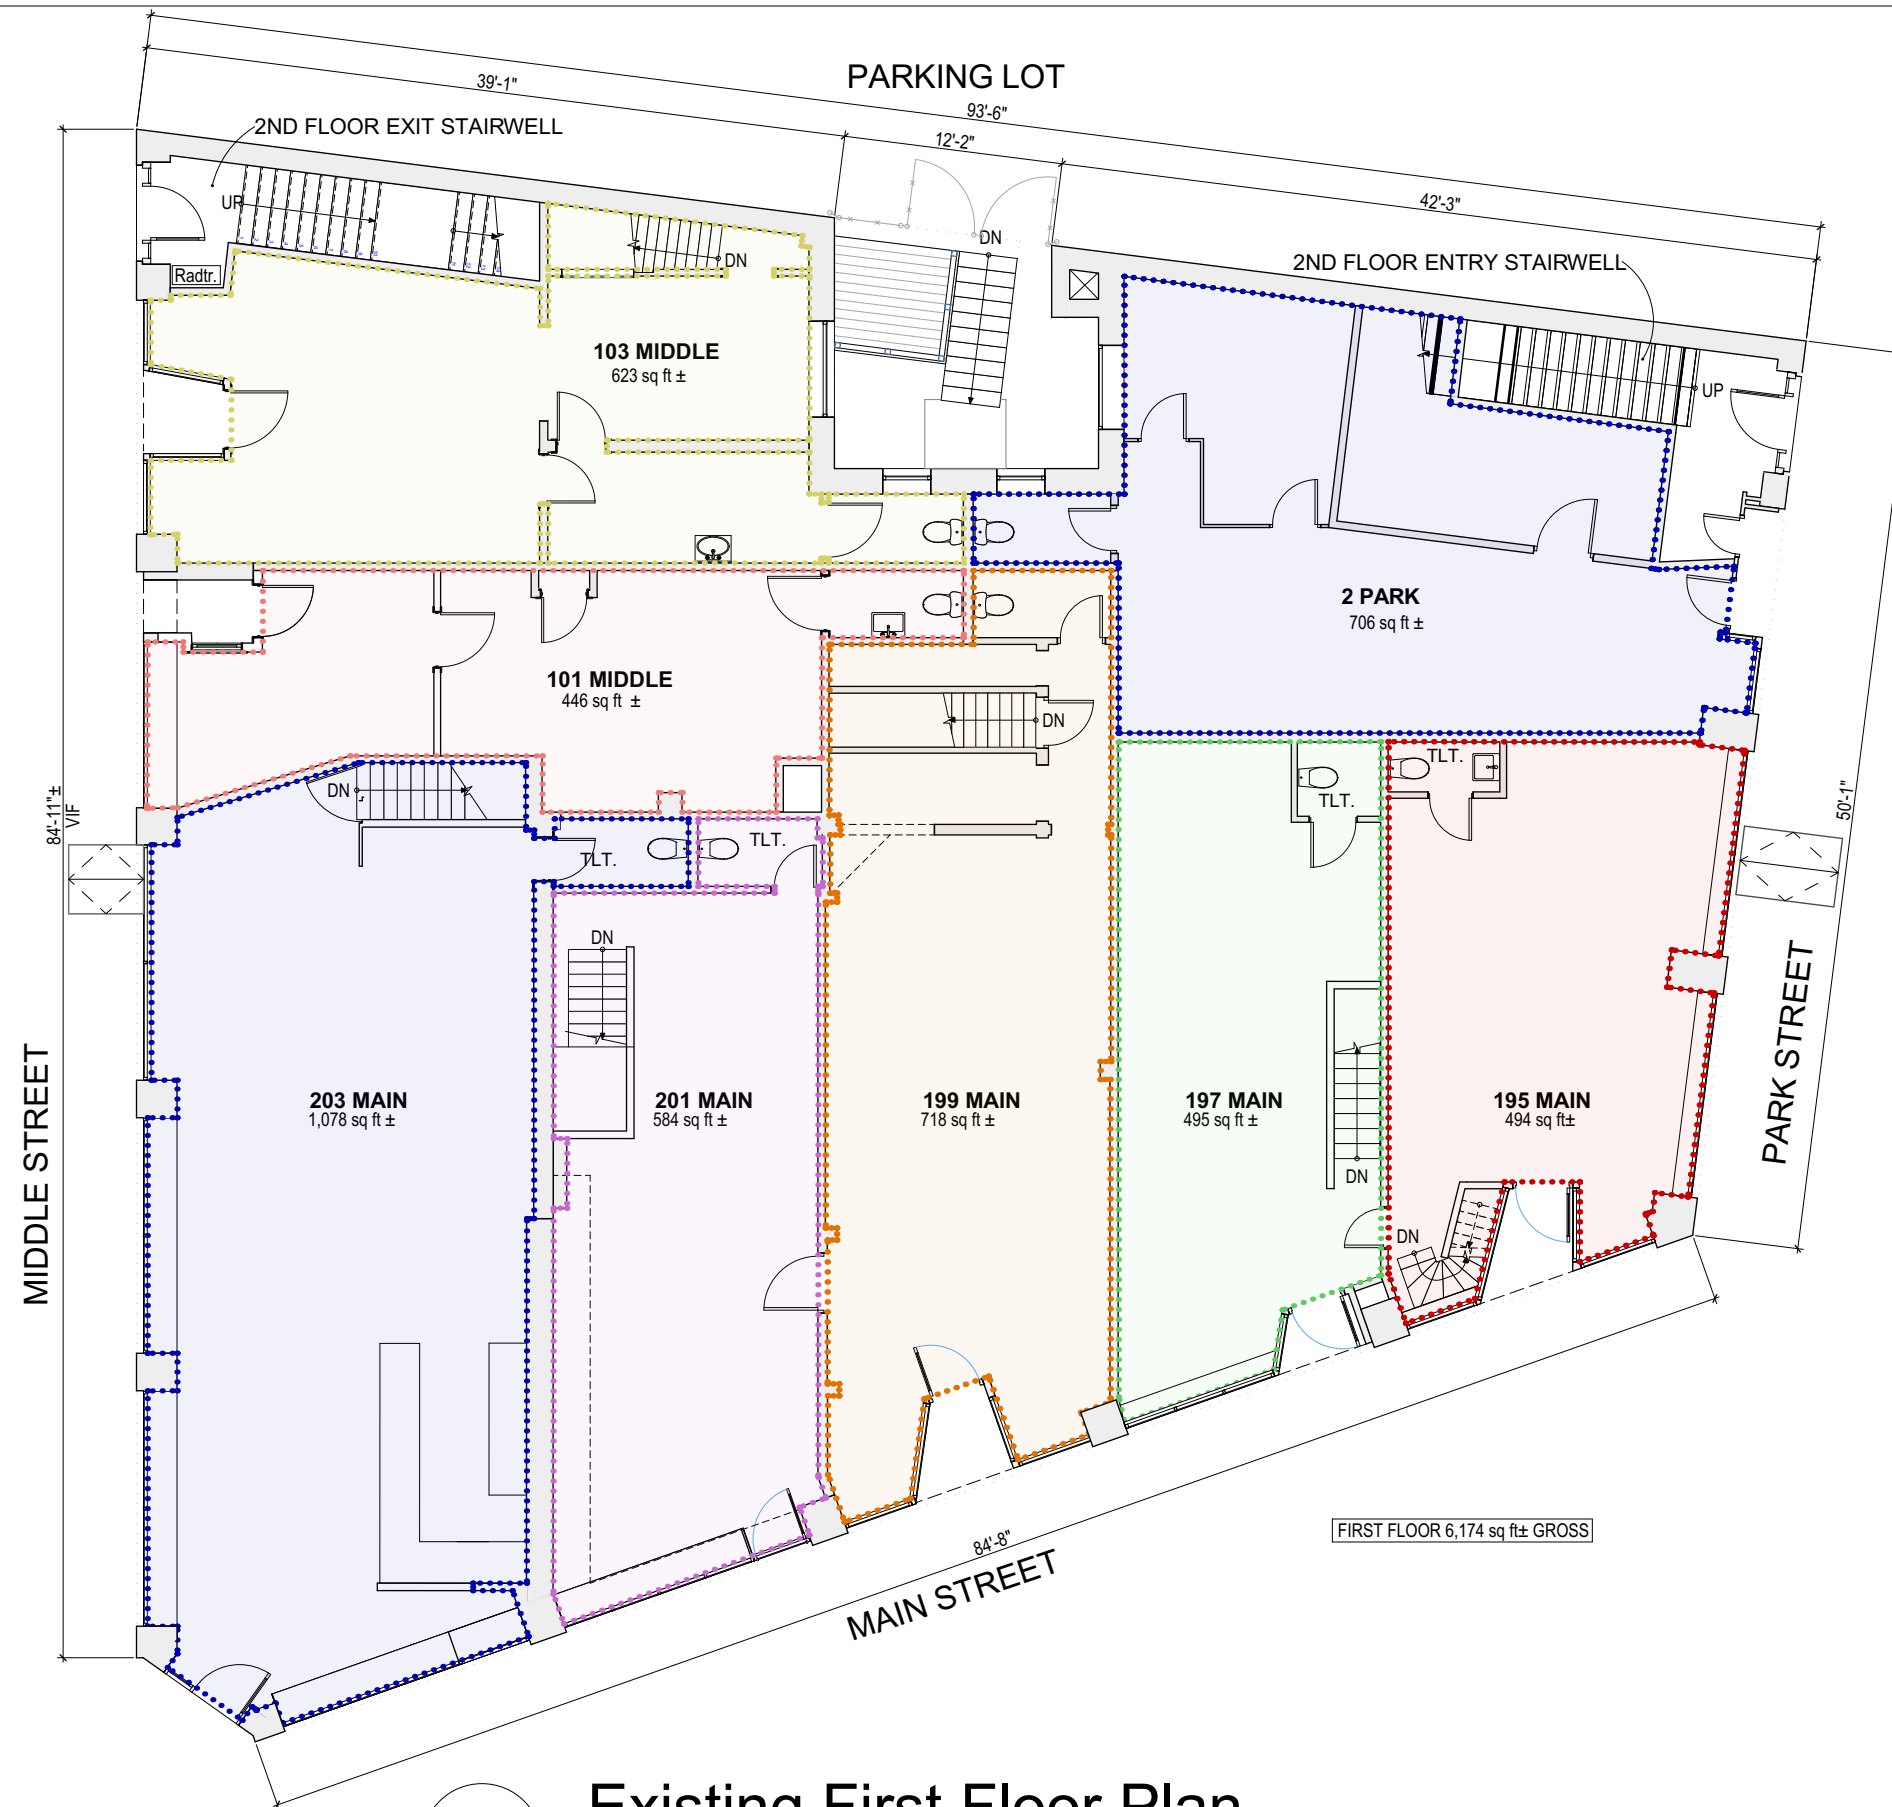 PARKING LOT
39'-1"
93'-6"
12'-2"
42'-3"
2ND FLOOR EXIT STAIRWELL
UP
Radtr.
DN
DN
2ND FLOOR ENTRY STAIRWELL
UP
103 MIDDLE
623 sq ft ±
2 PARK
706 sq ft ±
101 MIDDLE
446 sq ft ±
DN
DN
TLT.
TLT.
TLT.
TLT.
84'-11"±
VIF
50'-1"
DN
203 MAIN
1,078 sq ft ±
201 MAIN
584 sq ft ±
199 MAIN
718 sq ft ±
197 MAIN
495 sq ft ±
195 MAIN
494 sq ft±
DN
DN
MIDDLE STREET
PARK STREET
84'-8"
MAIN STREET
FIRST FLOOR 6,174 sq ft± GROSS
Existing First Floor Plan